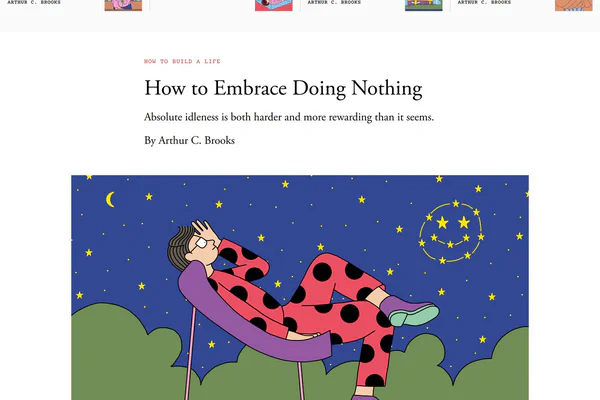 ARTHUR C. BROOKS
ARTHUR C. BROOKS
ARTHUR C. BROOKS
HOW TO BUILD A LIFE
How to Embrace Doing Nothing
Absolute idleness is both harder and more rewarding than it seems.
By Arthur C. Brooks